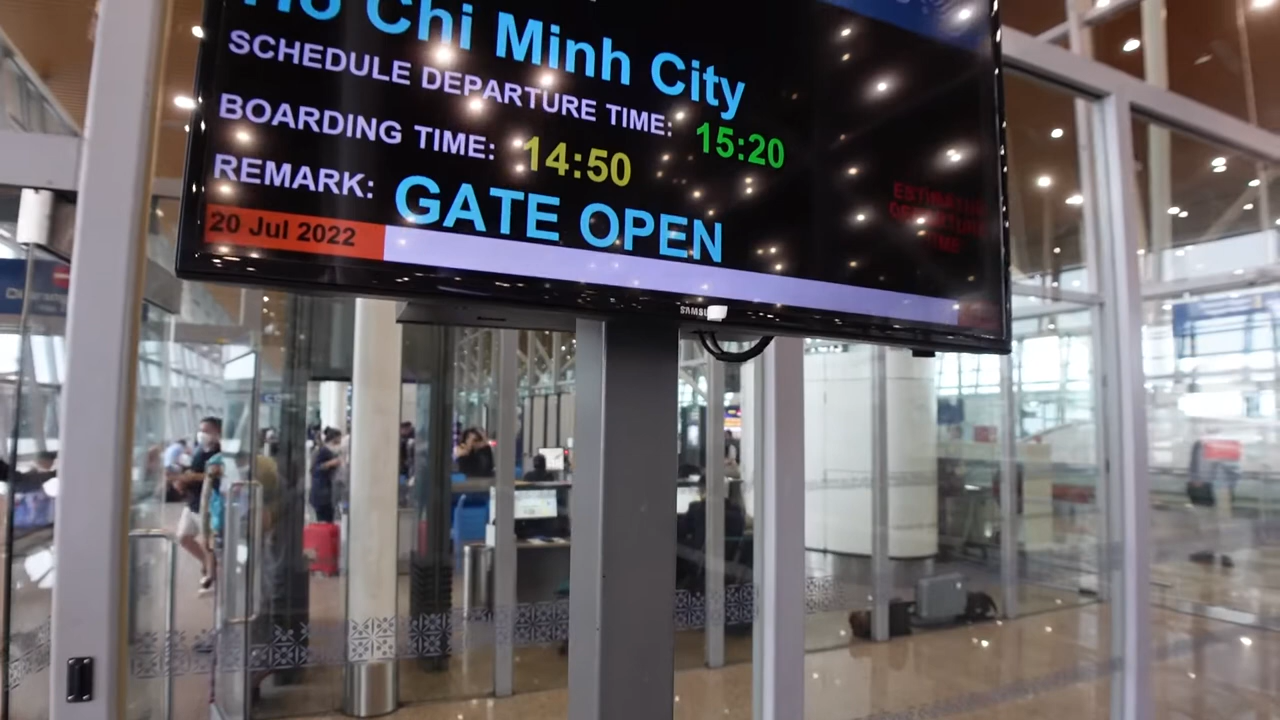 Ho Chi Minh City
SCHEDULE DEPARTURE TIME: 15:20
BOARDING TIME: 14:50
REMARK: GATE OPEN
ESTIMATED
DEPARTURE
TIME
20 Jul 2022
SAMSUNG